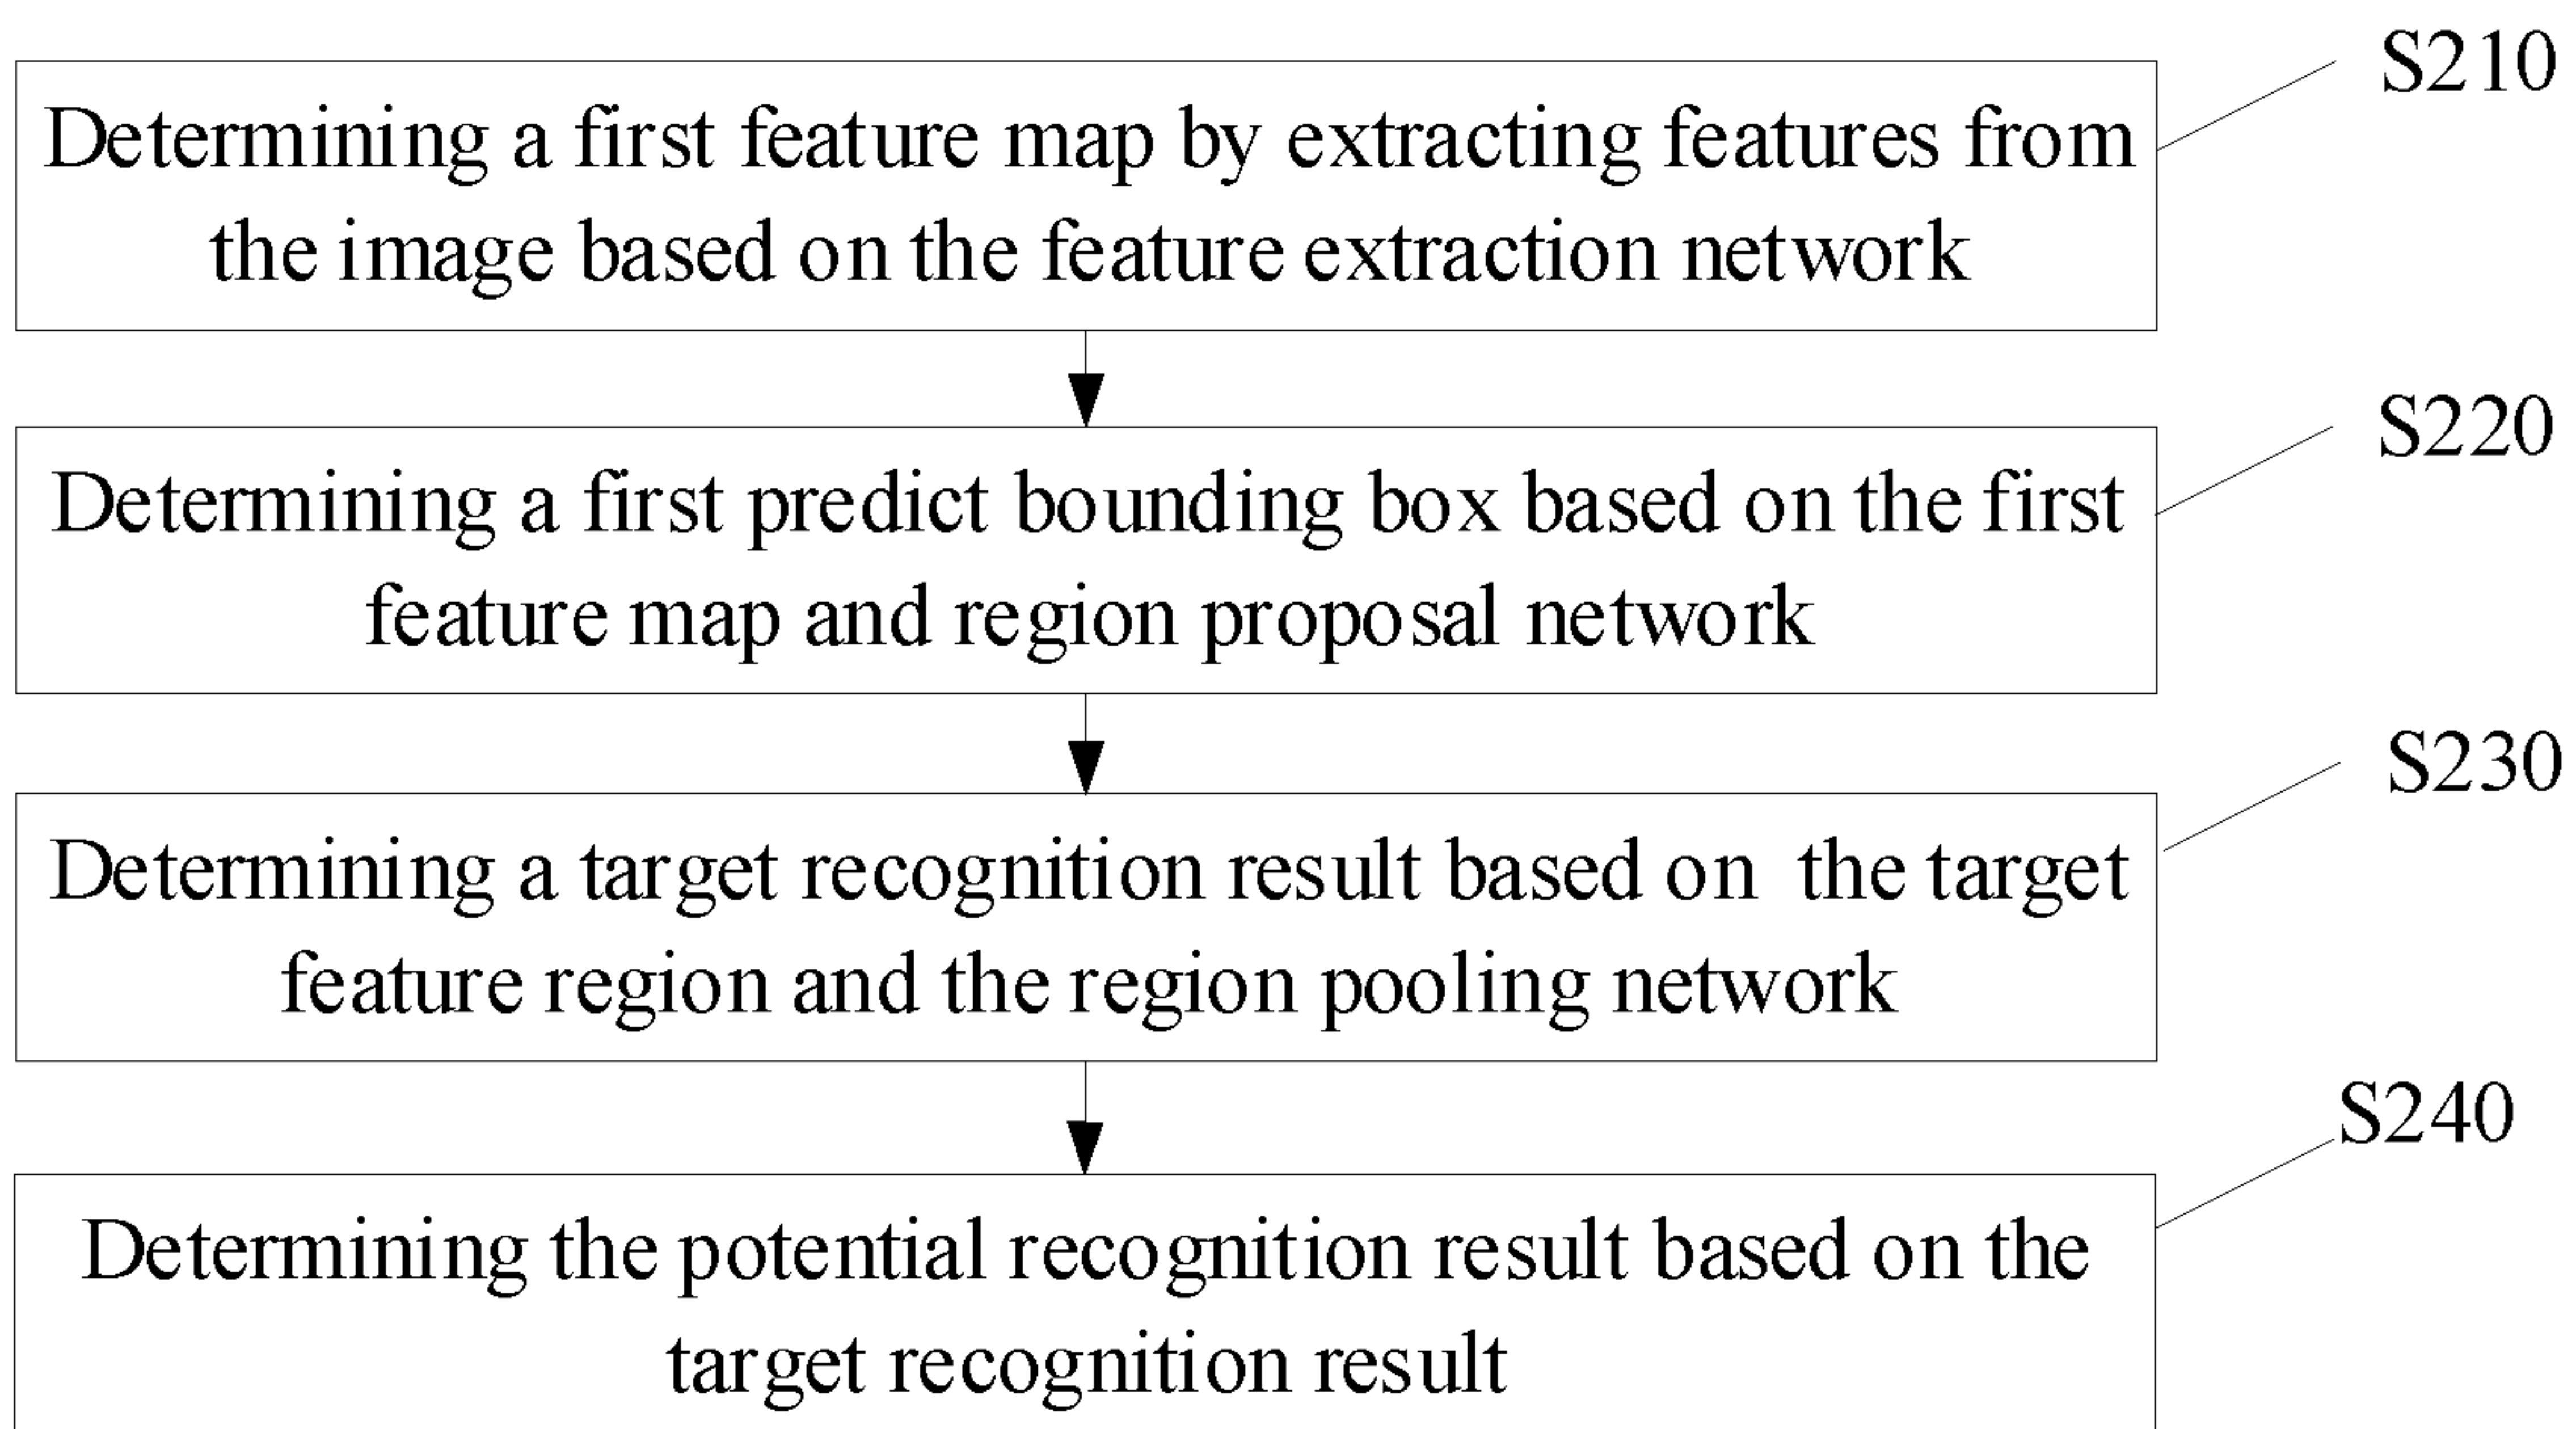 S210
Determining a first feature map by extracting features from
the image based on the feature extraction network
S220
Determining a first predict bounding box based on the first
feature map and region proposal network
S230
Determining a target recognition result based on the target
feature region and the region pooling network
S240
Determining the potential recognition result based on the
target recognition result